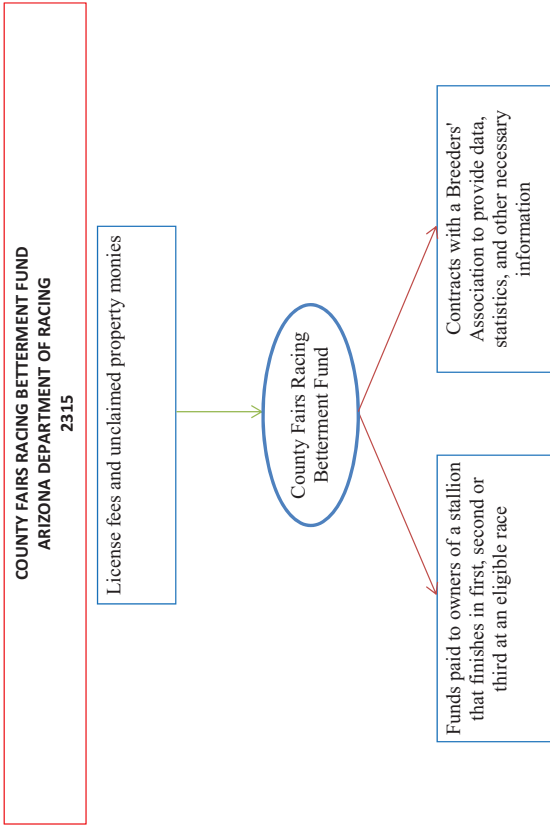 COUNTY FAIRS RACING BETTERMENT FUND
ARIZONA DEPARTMENT OF RACING
2315
License fees and unclaimed property monies
County Fairs Racing
Betterment Fund
Funds paid to owners of a stallion
that finishes in first, second or
third at an eligible race
Contracts with a Breeders'
Association to provide data,
statistics, and other necessary
information